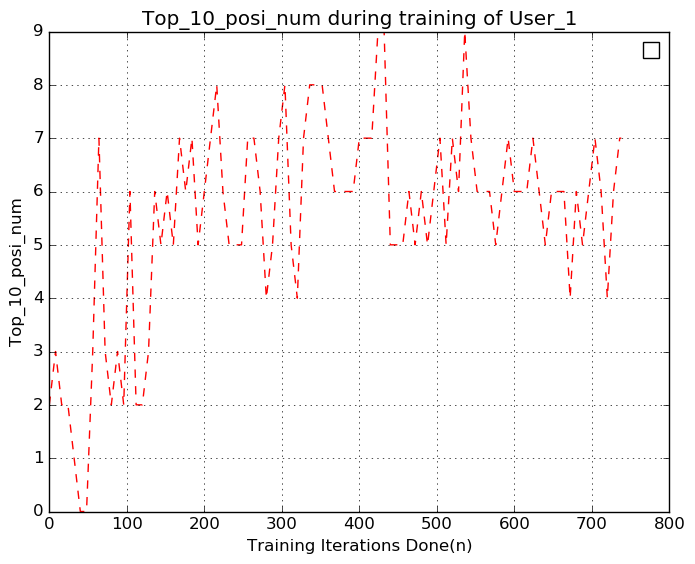 Top_10_posi_num during training of User_1
9
8
7
6
5
4
3
2
1
0
Top_10_posi_num
0 100 200 300 400 500 600 700 800
Training Iterations Done(n)